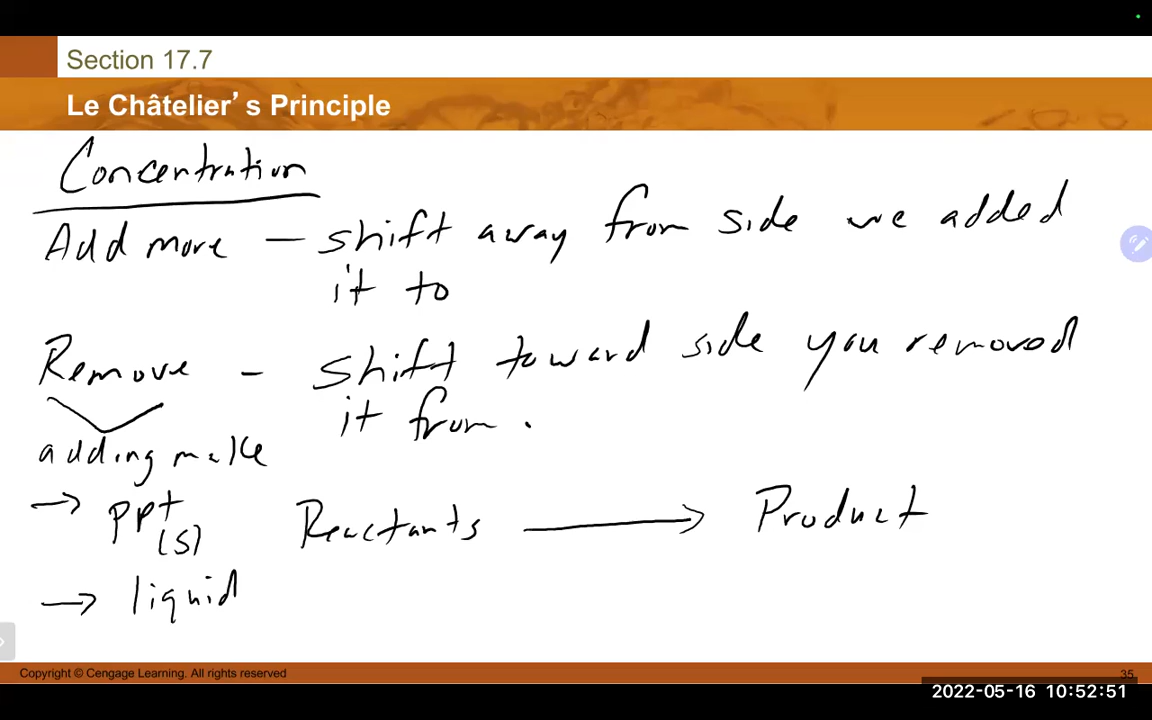 Section 17.7
Le Châtelier's Principle
Concentration
Add more – shift away from side we added
it to
Remove – shift toward side you removed
it from.
adding make
→ ppt
(s)
Reactants → Product
→ liquid
Copyright © Cengage Learning. All rights reserved
35
2022-05-16 10:52:51